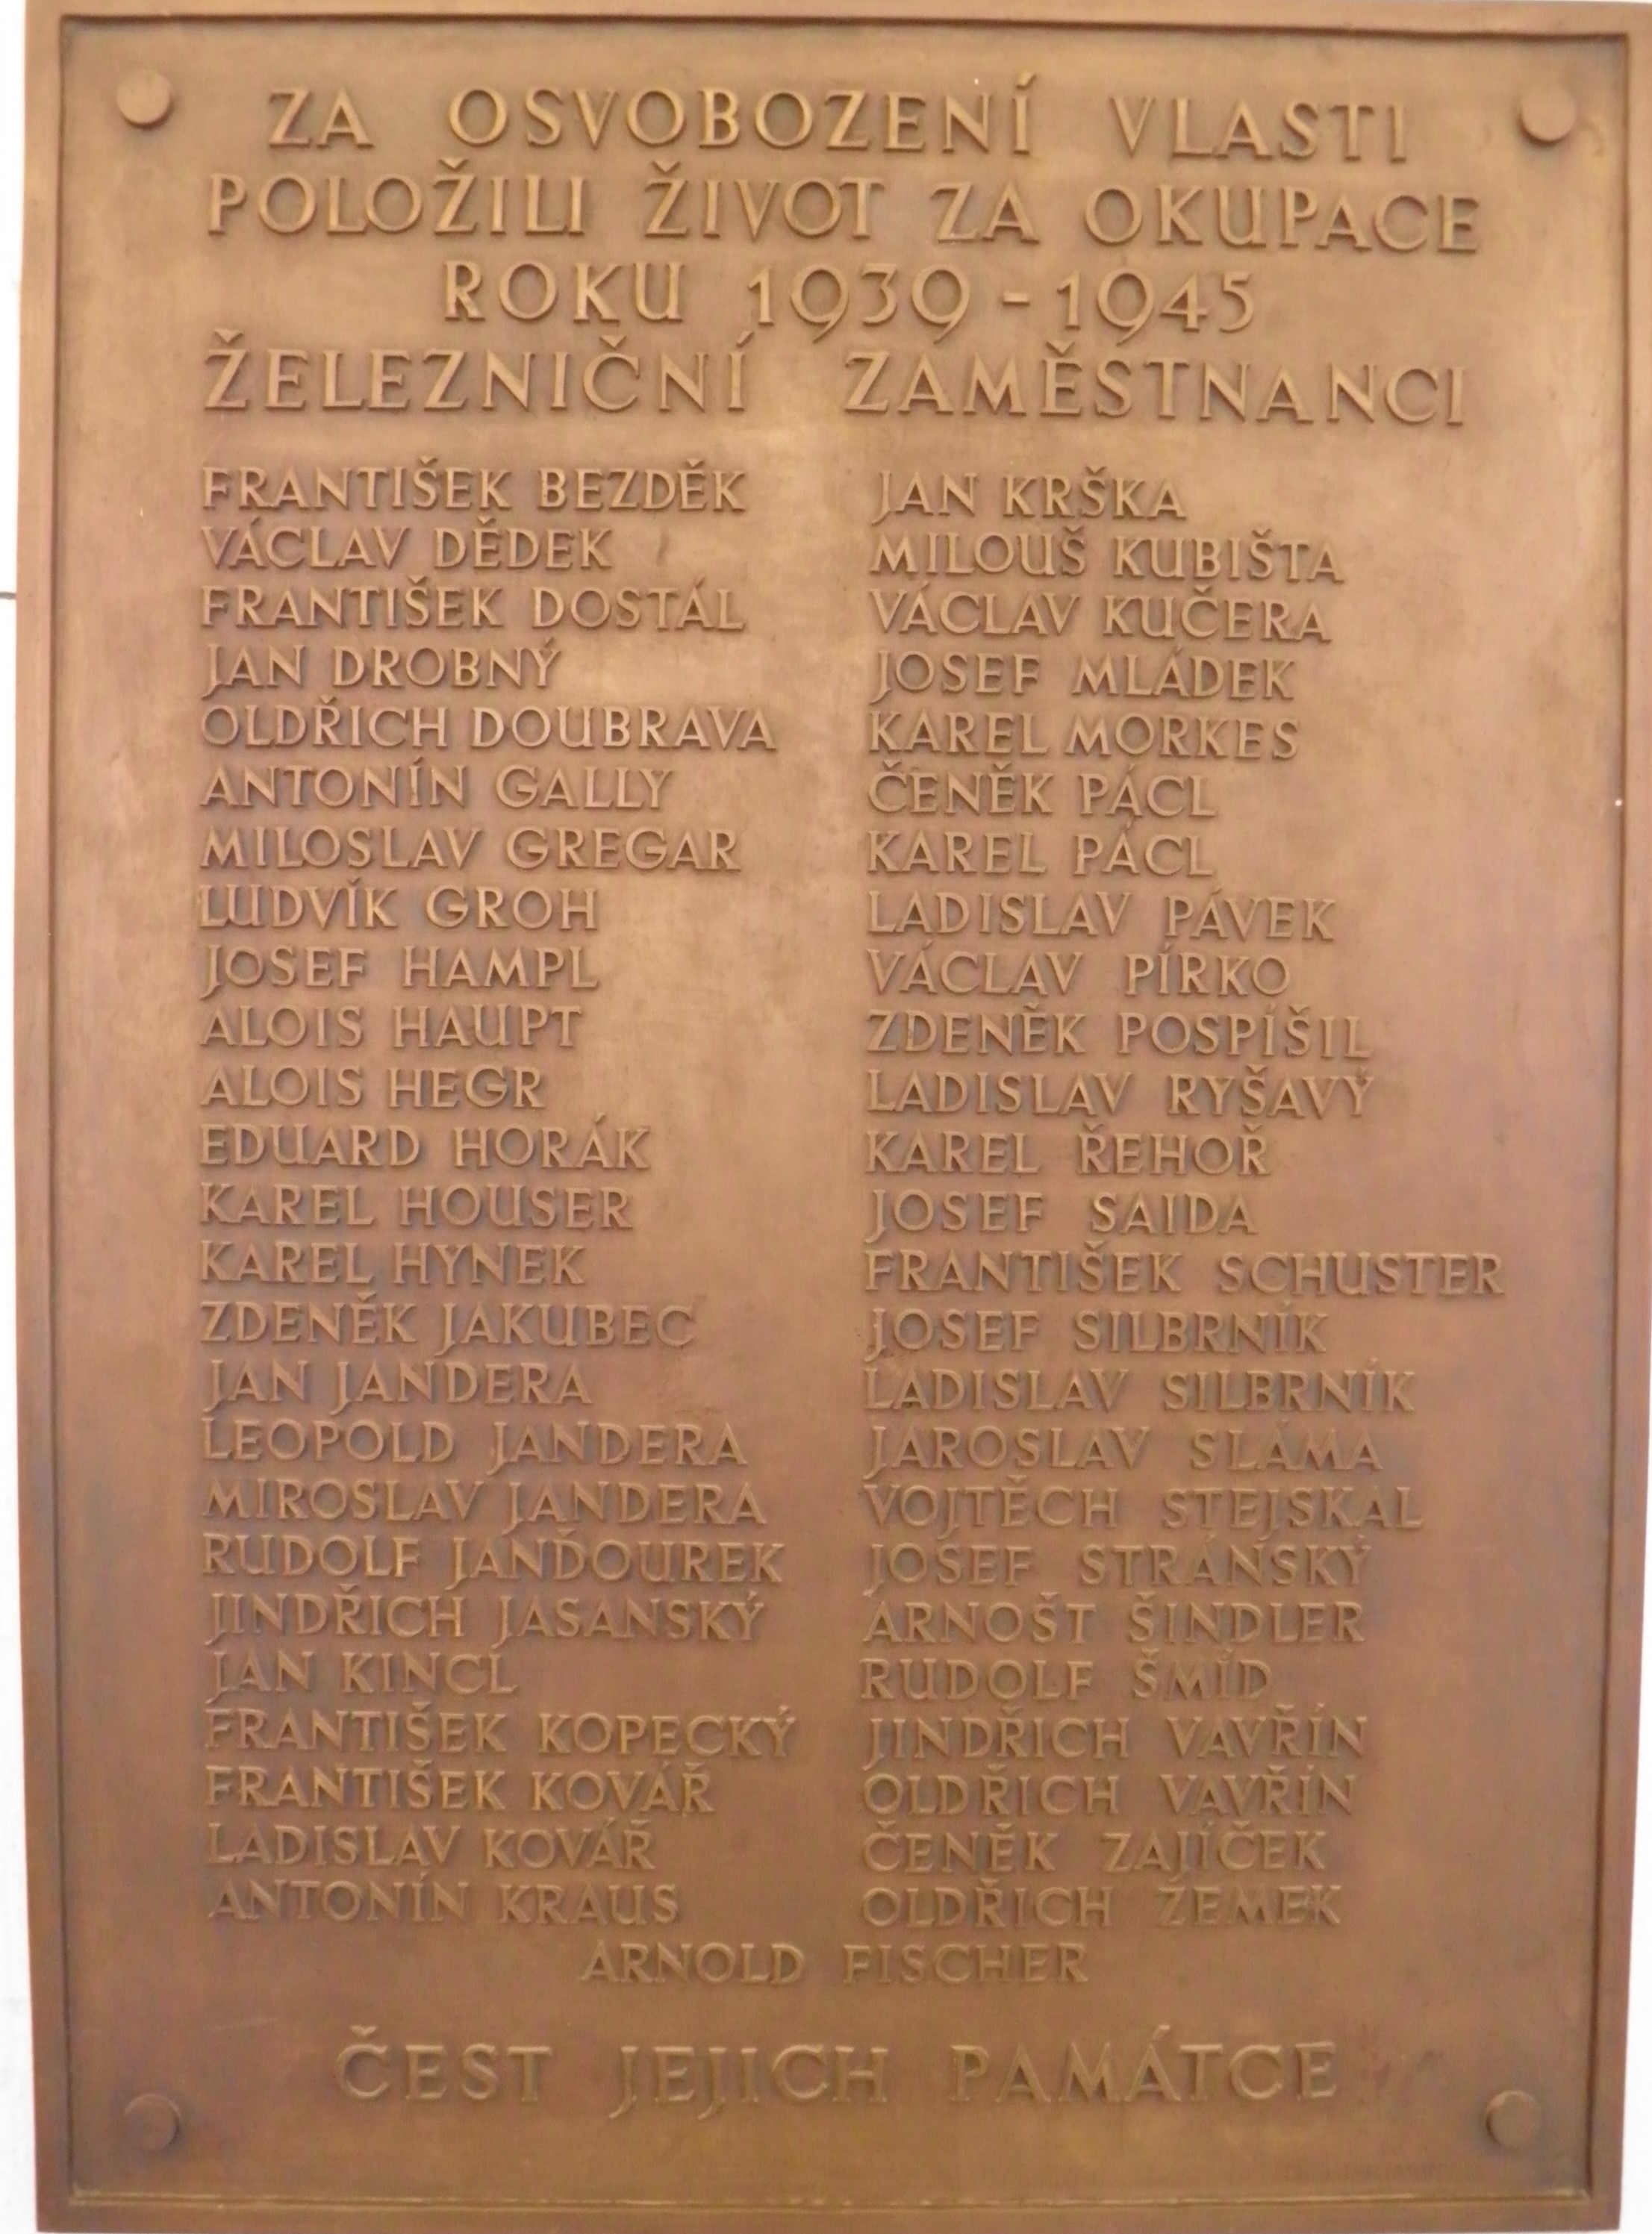 ZA OSVOBOZENÍ VLASTI
POLOŽILI ŽIVOT ZA OKUPACE
ROKU 1939 - 1945
ŽELEZNIČNÍ ZAMĚSTNANCI
FRANTIŠEK BEZDĚK
VÁCLAV DĚDEK
FRANTIŠEK DOSTÁL
JAN DROBNÝ
OLDŘICH DOUBRAVA
ANTONÍN GALLY
MILOSLAV GREGAR
LUDVÍK GROH
JOSEF HAMPL
ALOIS HAUPT
ALOIS HEGR
EDUARD HORÁK
KAREL HOUSER
KAREL HYNEK
ZDENĚK JAKUBEC
JAN JANDERA
LEOPOLD JANDERA
MIROSLAV JANDERA
RUDOLF JANĎOUREK
JINDŘICH JASANSKÝ
JAN KINCL
FRANTIŠEK KOPECKÝ
FRANTIŠEK KOVÁŘ
LADISLAV KOVÁŘ
ANTONÍN KRAUS
JAN KRŠKA
MILOUŠ KUBIŠTA
VÁCLAV KUČERA
JOSEF MLÁDEK
KAREL MORKES
ČENĚK PÁCL
KAREL PÁCL
LADISLAV PÁVEK
VÁCLAV PÍRKO
ZDENĚK POSPÍŠIL
LADISLAV RYŠAVÝ
KAREL ŘEHOŘ
JOSEF SAIDA
FRANTIŠEK SCHUSTER
JOSEF SILBRNÍK
LADISLAV SILBRNÍK
JAROSLAV SLÁMA
VOJTĚCH STEJSKAL
JOSEF STRÁNSKÝ
ARNOŠT ŠINDLER
RUDOLF ŠMÍD
JINDŘICH VAVŘÍN
OLDŘICH VAVŘÍN
ČENĚK ZAJÍČEK
OLDŘICH ZEMEK
ARNOLD FISCHER
ČEST JEJICH PAMÁTCE